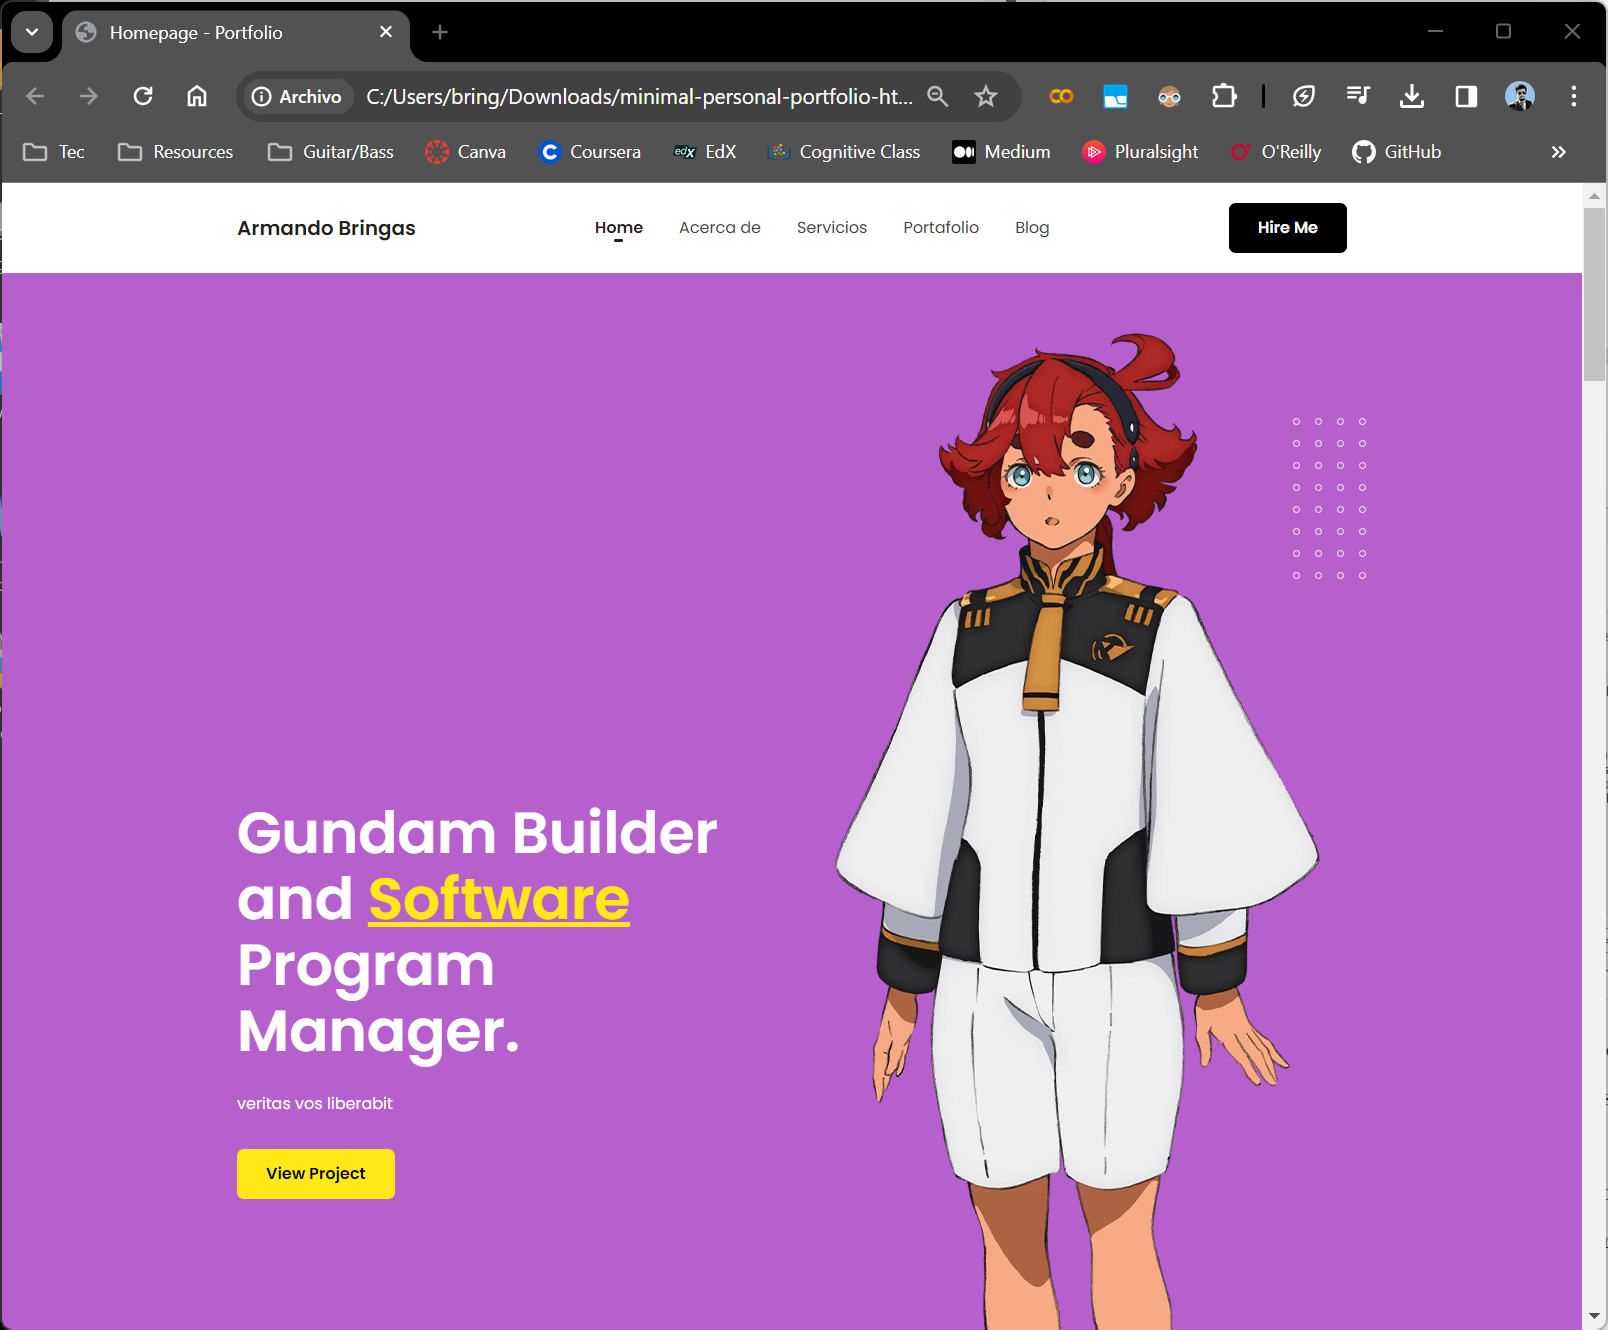 Homepage - Portfolio
Archivo
C:/Users/bring/Downloads/minimal-personal-portfolio-ht...
Tec
Resources
Guitar/Bass
Canva
Coursera
edX
EdX
Cognitive Class
Medium
Pluralsight
O'Reilly
GitHub
Armando Bringas
Home
Acerca de
Servicios
Portafolio
Blog
Hire Me
Gundam Builder
and Software
Program
Manager.
veritas vos liberabit
View Project